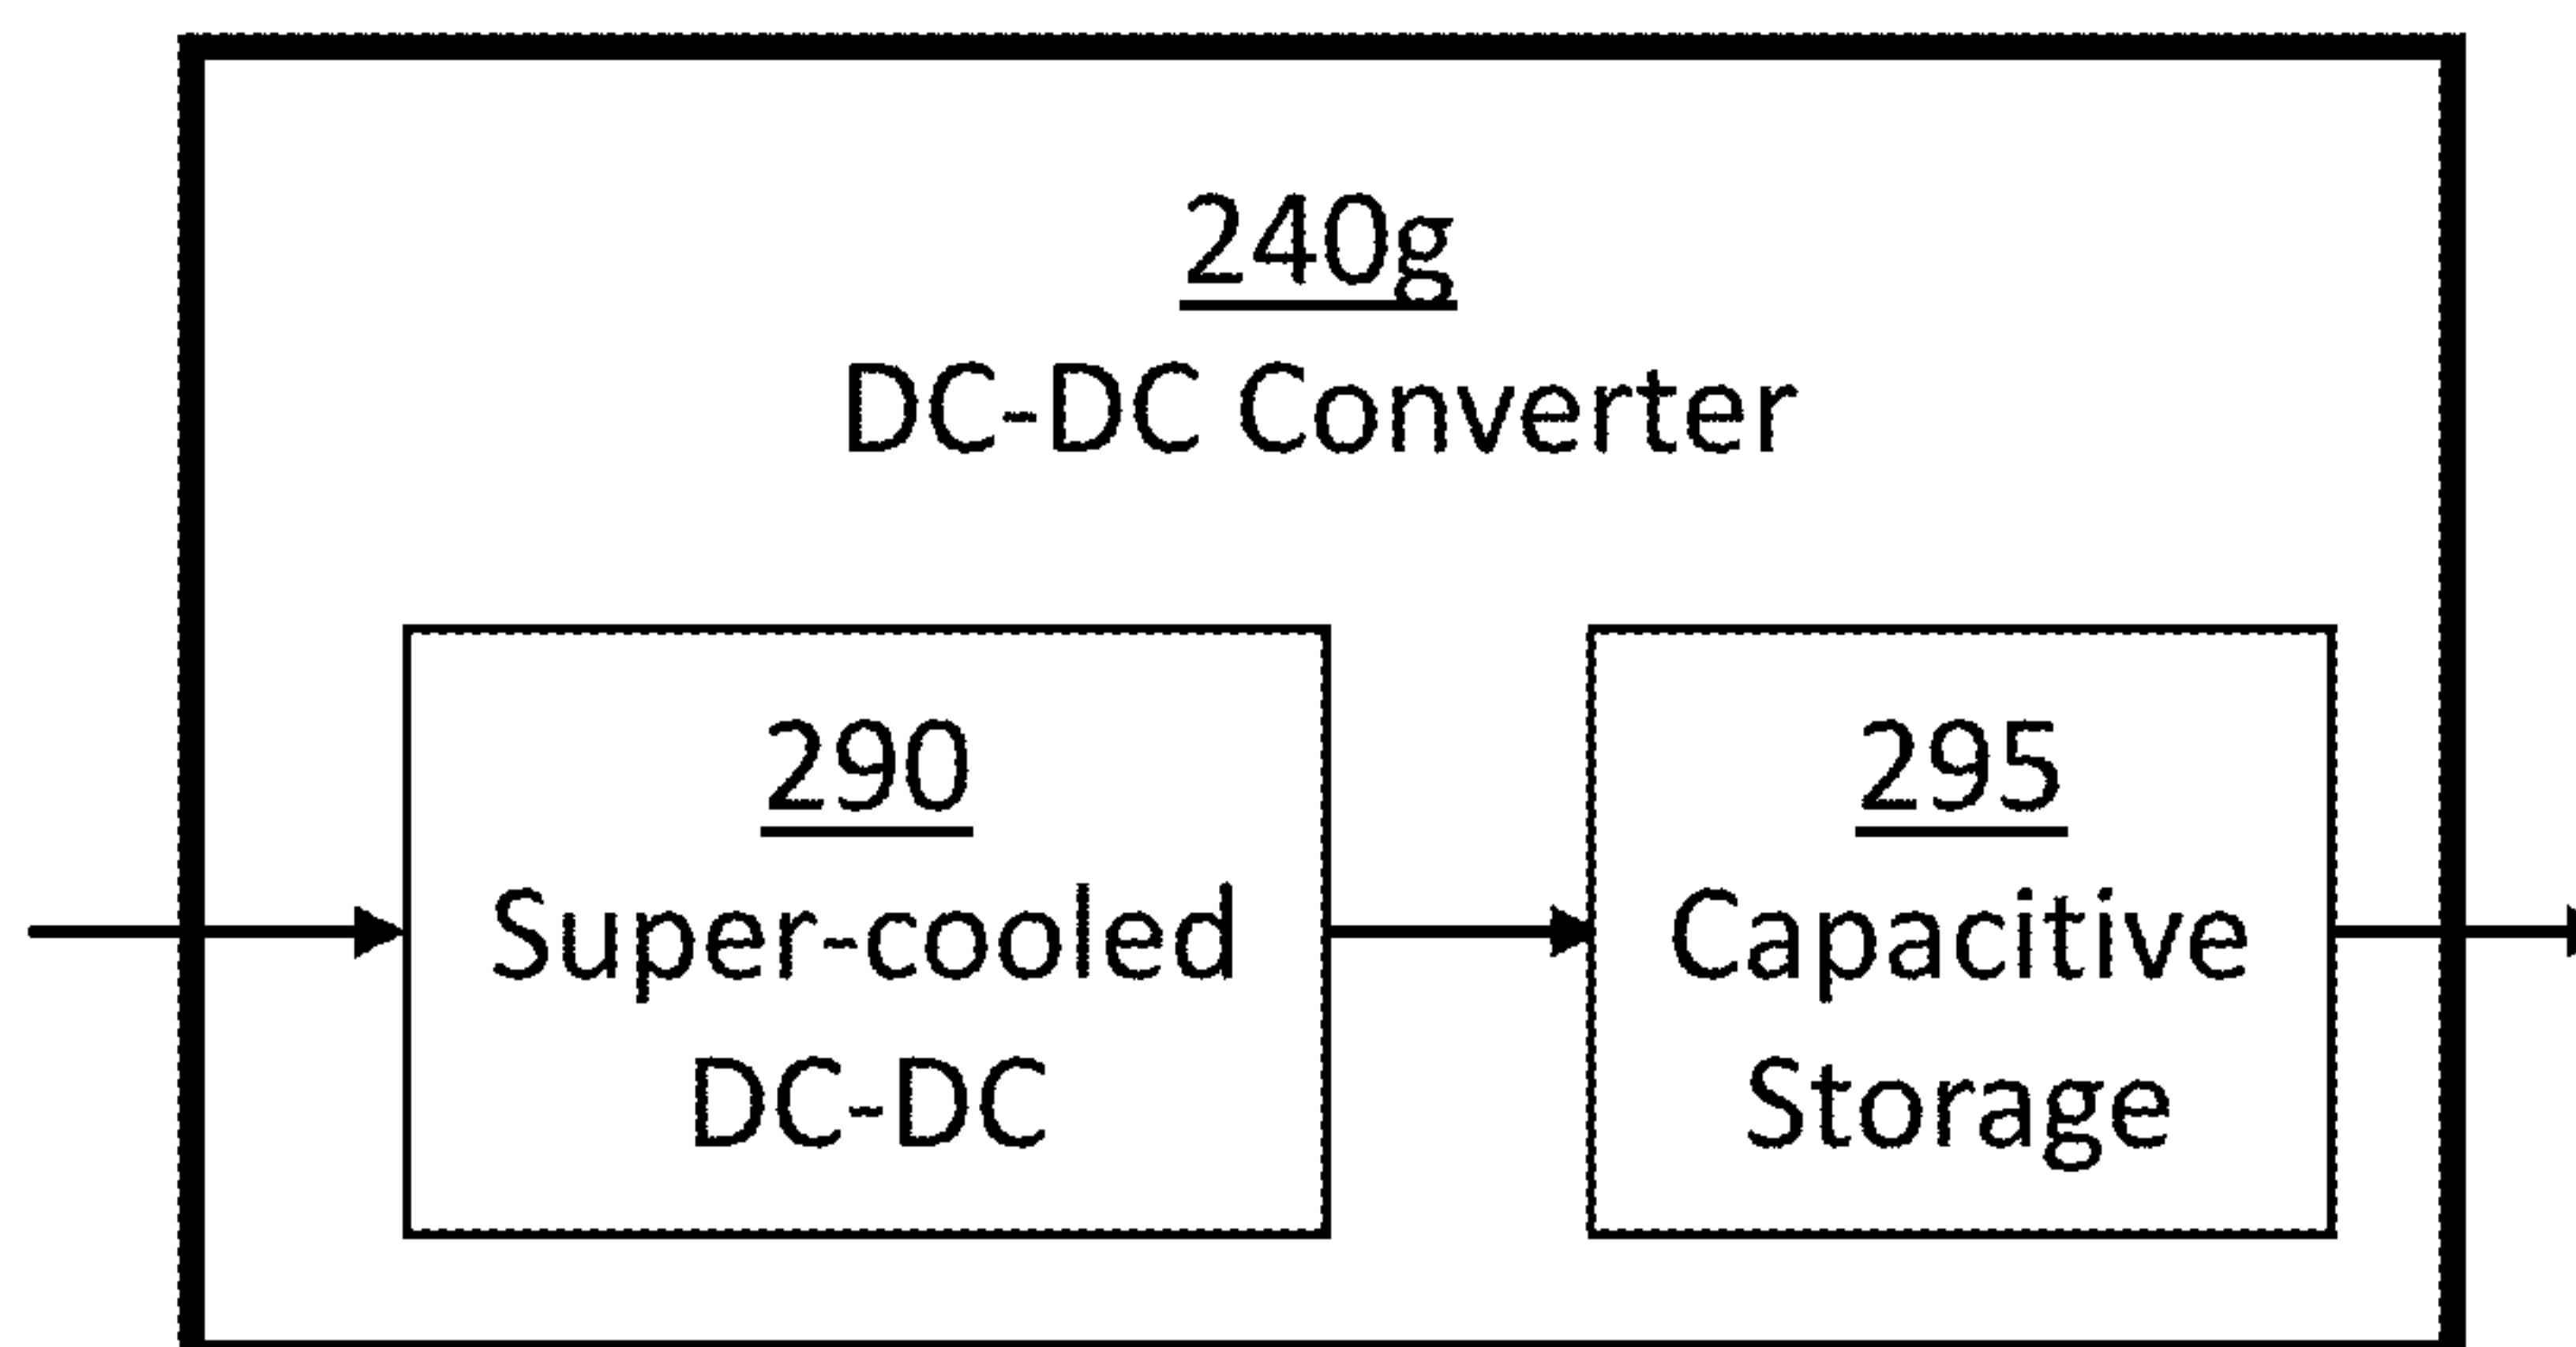 240g
DC-DC Converter
290
Super-cooled
DC-DC
295
Capacitive
Storage